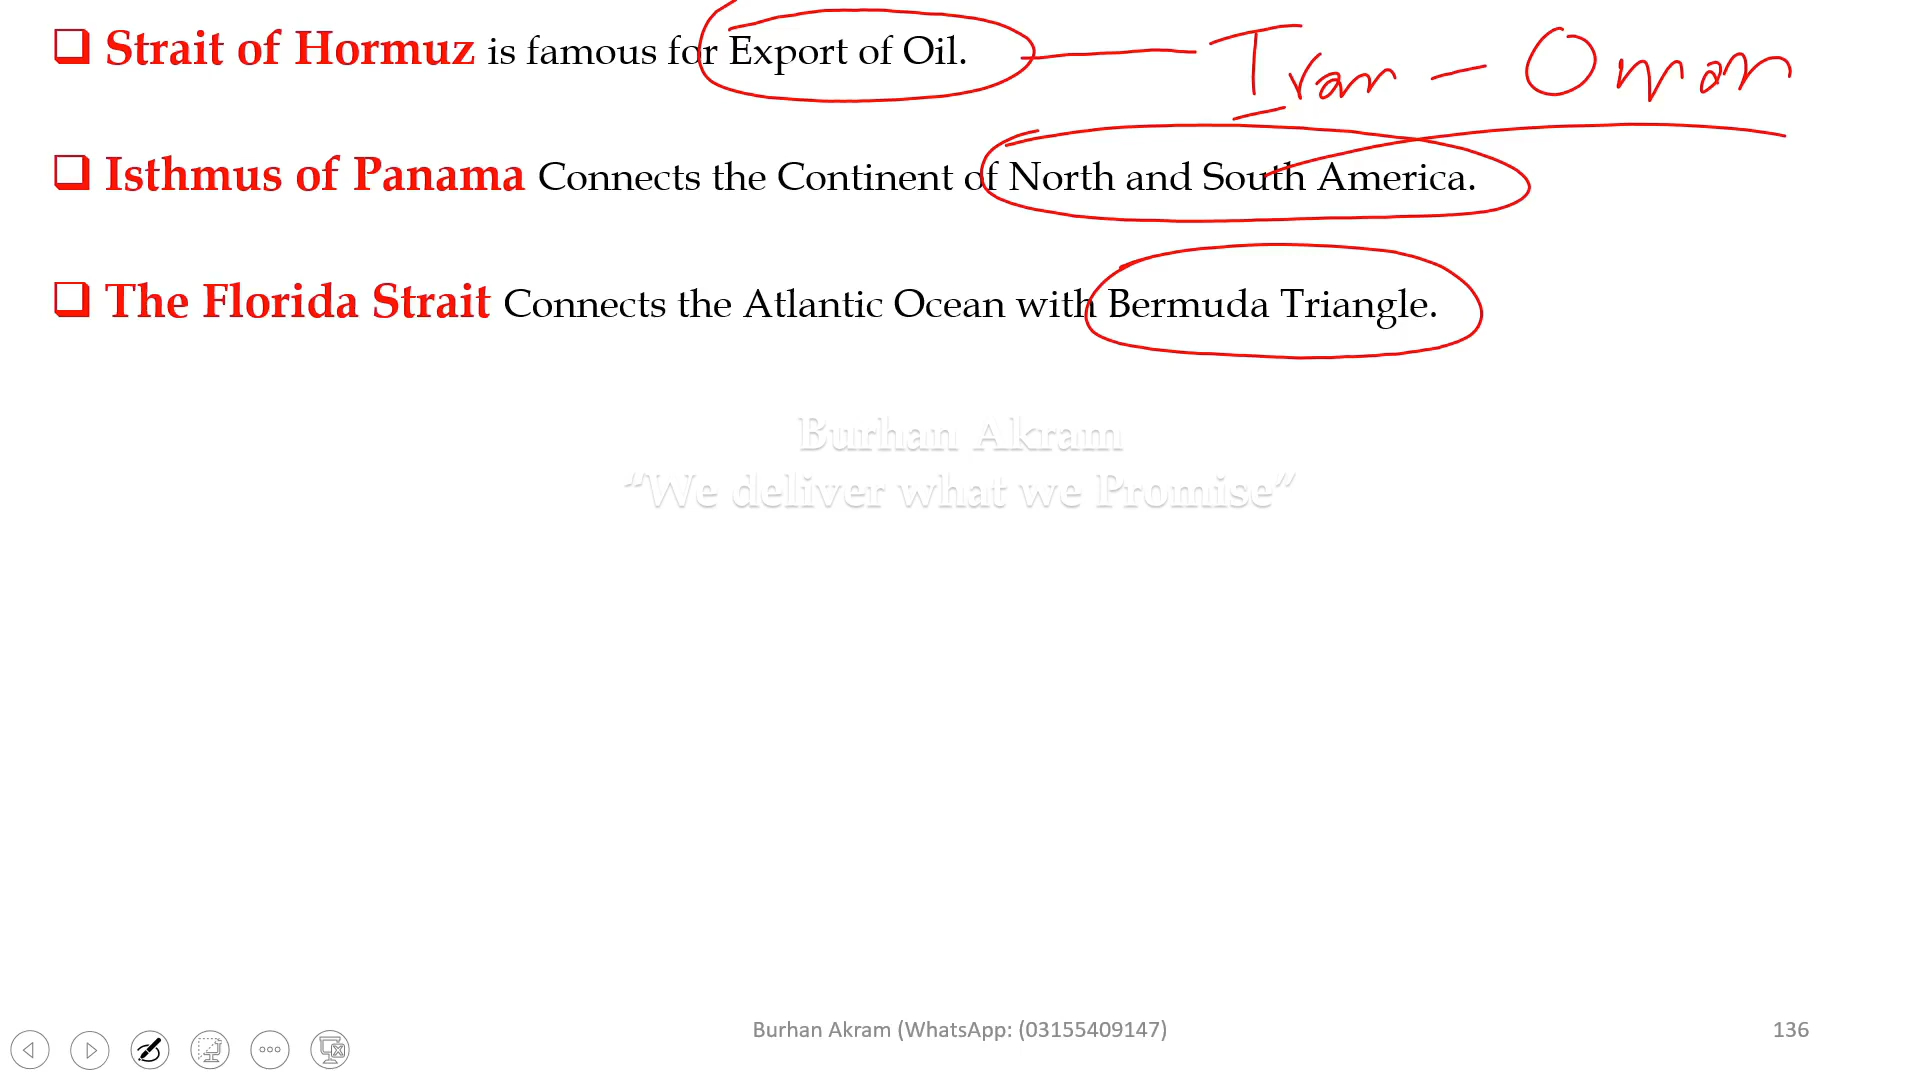 Strait of Hormuz is famous for Export of Oil. Iran - Oman
Isthmus of Panama Connects the Continent of North and South America.
The Florida Strait Connects the Atlantic Ocean with Bermuda Triangle.
Burhan Akram
“We deliver what we Promise”
Burhan Akram (WhatsApp: (03155409147)
136